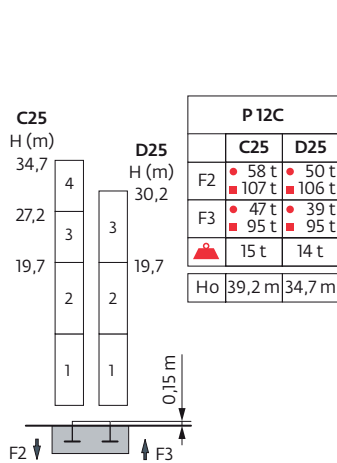 C25
H (m)
34,7
27,2
19,7
4
3
2
1
D25
H (m)
30,2
19,7
3
2
1
P 12C
C25 D25
F2 ● 58 t ● 50 t
■ 107 t ■ 106 t
F3 ● 47 t ● 39 t
■ 95 t ■ 95 t
15 t 14 t
Ho 39,2 m 34,7 m
0,15 m
F2 F3